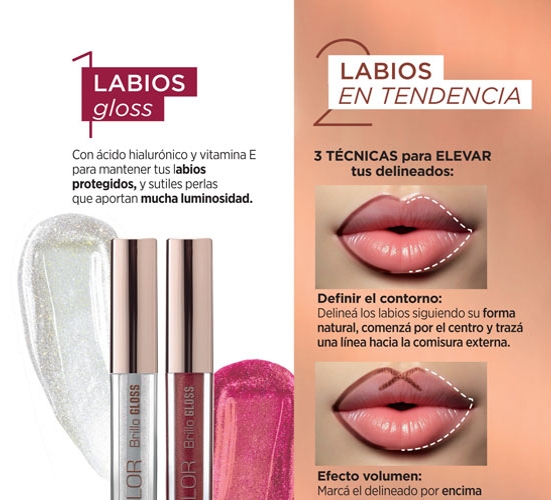 1
LABIOS
gloss
Con ácido hialurónico y vitamina E
para mantener tus labios
protegidos, y sutiles perlas
que aportan mucha luminosidad.
LOR Brillo GLOSS
LOR Brillo GLOSS
2
LABIOS
EN TENDENCIA
3 TÉCNICAS para ELEVAR
tus delineados:
Definir el contorno:
Delineá los labios siguiendo su forma
natural, comenzá por el centro y trazá
una línea hacia la comisura externa.
Efecto volumen:
Marcá el delineado por encima